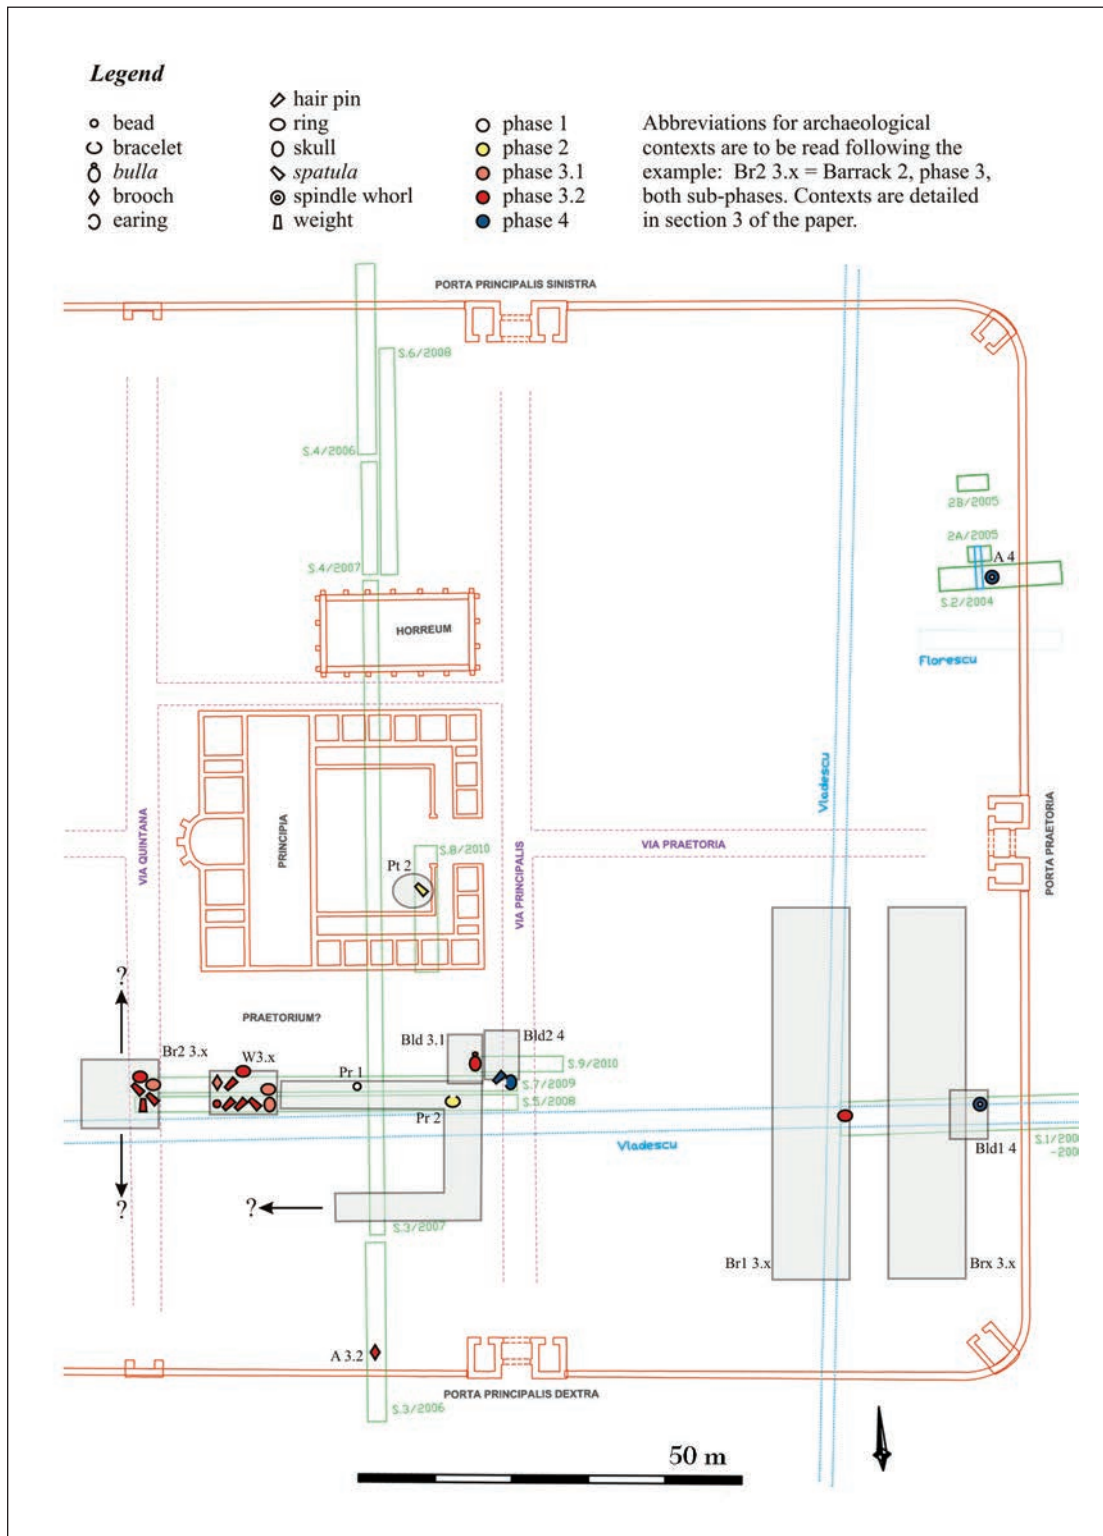 Legend
bead
bracelet
bulla
brooch
earing
hair pin
ring
skull
spatula
spindle whorl
weight
phase 1
phase 2
phase 3.1
phase 3.2
phase 4
Abbreviations for archaeological
contexts are to be read following the
example: Br2 3.x = Barrack 2, phase 3,
both sub-phases. Contexts are detailed
in section 3 of the paper.
PORTA PRINCIPALIS SINISTRA
S.6/2008
S.4/2006
2B/2005
2A/2005
A 4
S.4/2007
S.2/2004
HORREUM
Florescu
Vladescu
VIA QUINTANA
PRINCIPIA
S.8/2010
Pt 2
VIA PRINCIPALIS
VIA PRAETORIA
PORTA PRAETORIA
?
PRAETORIUM?
Bld 3.1
Bld2 4
Br2 3.x
W3.x
S.9/2010
Pr 1
S.7/2009
S.5/2008
Pr 2
Vladescu
Bld1 4
?
?
S.3/2007
Br1 3.x
Brx 3.x
A 3.2
PORTA PRINCIPALIS DEXTRA
S.3/2006
50 m